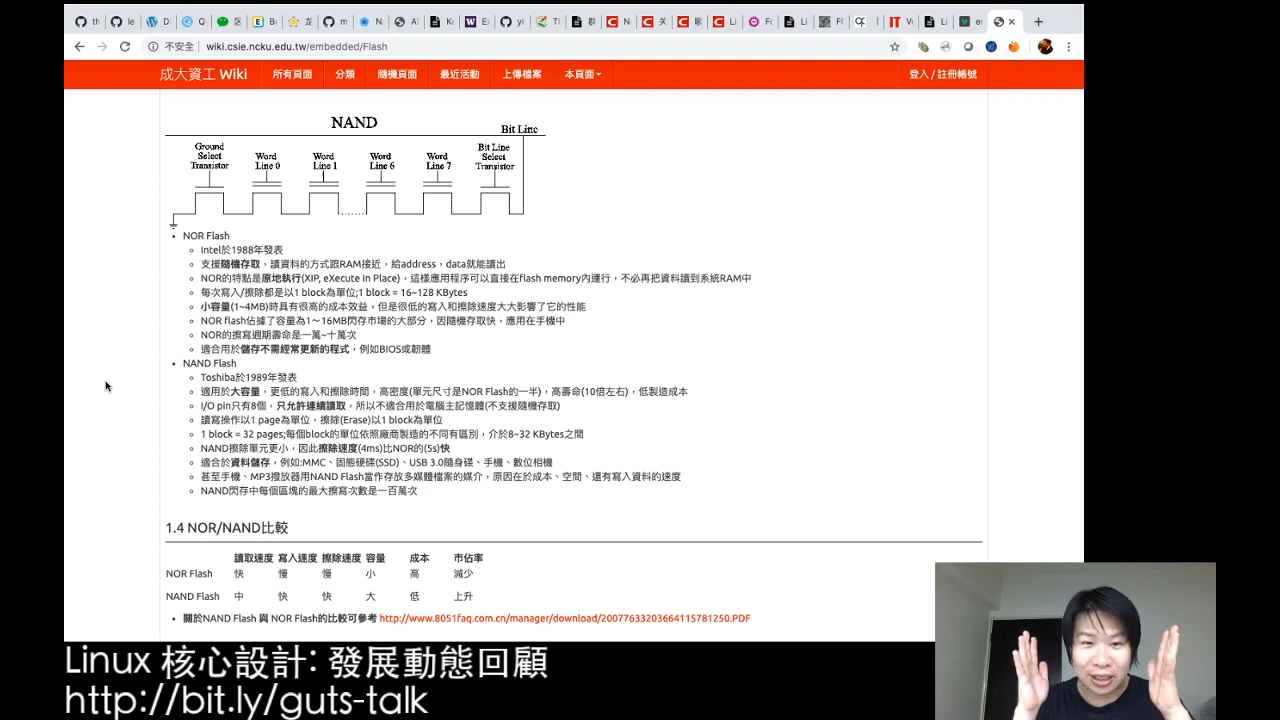 不安全 wiki.csie.ncku.edu.tw/embedded/Flash
成大資工 Wiki 所有頁面 分類 隨機頁面 最近活動 上傳檔案 本頁面 登入 / 註冊帳號
NAND
Bit Line
Ground Select Transistor
Word Line 0
Word Line 1
Word Line 6
Word Line 7
Bit Line Select Transistor
NOR Flash
Intel於1988年發表
支援隨機存取，讀資料的方式跟RAM接近，給address，data就能讀出
NOR的特點是原地執行(XIP, eXecute In Place)，這樣應用程序可以直接在flash memory內運行，不必再把資料讀到系統RAM中
每次寫入/擦除都是以1 block為單位;1 block = 16~128 KBytes
小容量(1~4MB)時具有很高的成本效益，但是很低的寫入和擦除速度大大影響了它的性能
NOR flash佔據了容量為1～16MB閃存市場的大部分，因隨機存取快，應用在手機中
NOR的擦寫週期壽命是一萬~十萬次
適合用於儲存不需經常更新的程式，例如BIOS或韌體
NAND Flash
Toshiba於1989年發表
適用於大容量，更低的寫入和擦除時間，高密度(單元尺寸是NOR Flash的一半)，高壽命(10倍左右)，低製造成本
I/O pin只有8個，只允許連續讀取，所以不適合用於電腦主記憶體(不支援隨機存取)
讀寫操作以1 page為單位，擦除(Erase)以1 block為單位
1 block = 32 pages;每個block的單位依照廠商製造的不同有區別，介於8~32 KBytes之間
NAND擦除單元更小，因此擦除速度(4ms)比NOR的(5s)快
適合於資料儲存，例如:MMC、固態硬碟(SSD)、USB 3.0隨身碟、手機、數位相機
甚至手機、MP3撥放器用NAND Flash當作存放多媒體檔案的媒介，原因在於成本、空間、還有寫入資料的速度
NAND閃存中每個區塊的最大擦寫次數是一百萬次
1.4 NOR/NAND比較
讀取速度 寫入速度 擦除速度 容量 成本 市佔率
NOR Flash 快 慢 慢 小 高 減少
NAND Flash 中 快 快 大 低 上升
關於NAND Flash 與 NOR Flash的比較可參考 http://www.8051faq.com.cn/manager/download/20077633203664115781250.PDF
Linux 核心設計: 發展動態回顧
http://bit.ly/guts-talk